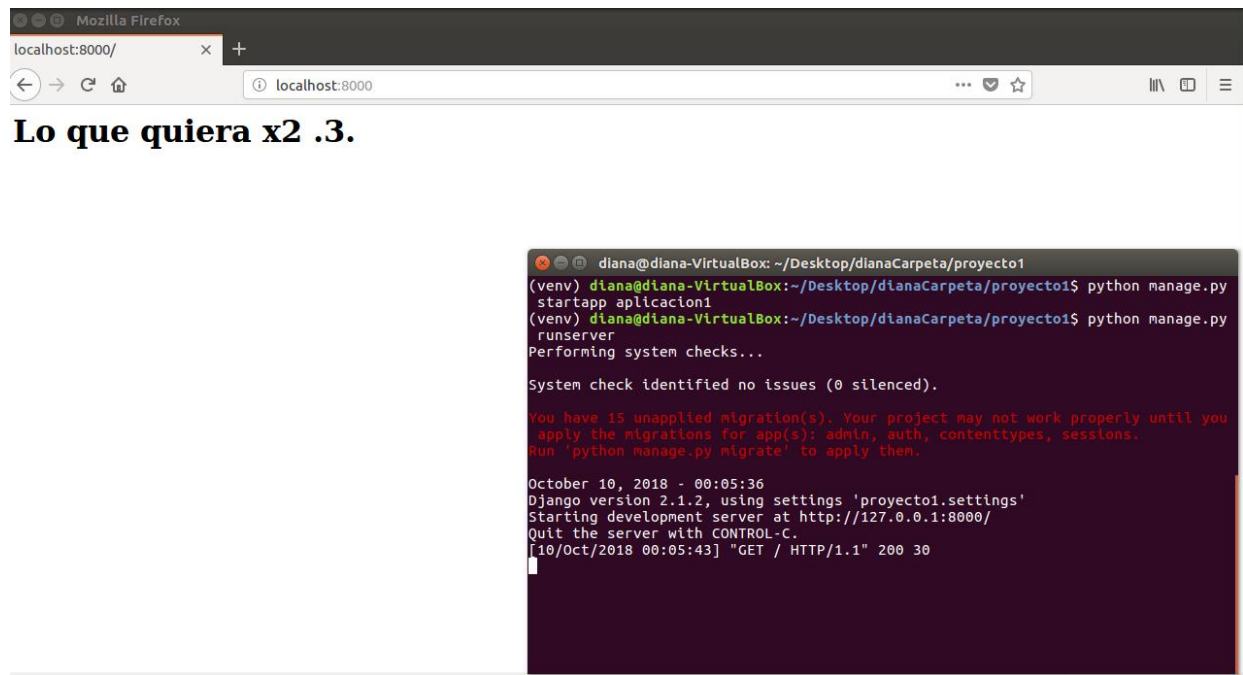 Mozilla Firefox
localhost:8000/
localhost:8000
Lo que quiera x2 .3.
diana@diana-VirtualBox: ~/Desktop/dianaCarpeta/proyecto1
(venv) diana@diana-VirtualBox:~/Desktop/dianaCarpeta/proyecto1$ python manage.py
startapp aplicacion1
(venv) diana@diana-VirtualBox:~/Desktop/dianaCarpeta/proyecto1$ python manage.py
runserver
Performing system checks...
System check identified no issues (0 silenced).
You have 15 unapplied migration(s). Your project may not work properly until you
apply the migrations for app(s): admin, auth, contenttypes, sessions.
Run 'python manage.py migrate' to apply them.
October 10, 2018 - 00:05:36
Django version 2.1.2, using settings 'proyecto1.settings'
Starting development server at http://127.0.0.1:8000/
Quit the server with CONTROL-C.
[10/Oct/2018 00:05:43] "GET / HTTP/1.1" 200 30